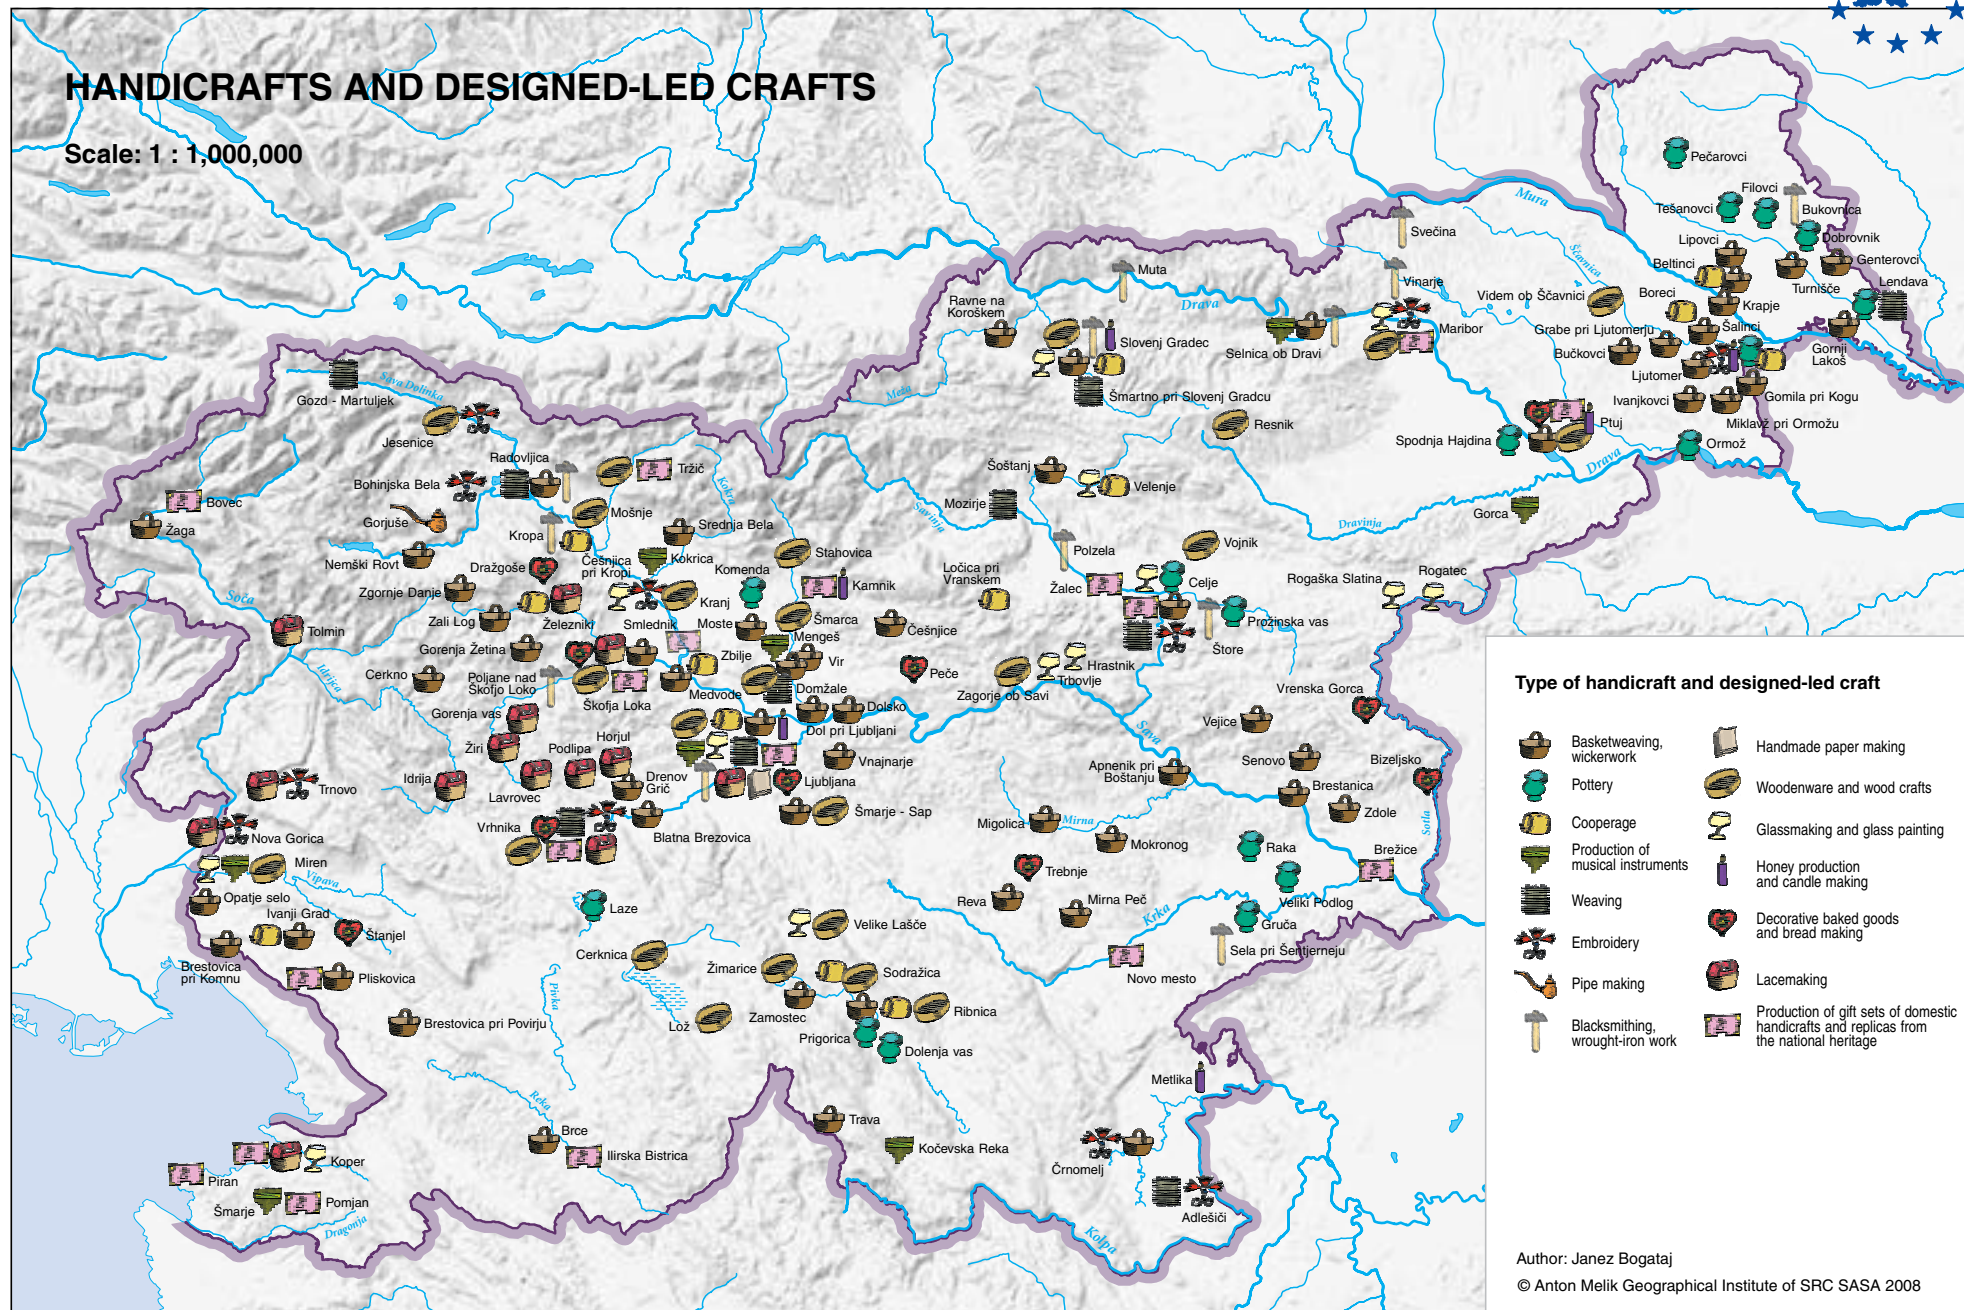 HANDICRAFTS AND DESIGNED-LED CRAFTS
Scale: 1 : 1,000,000
Pečarovci
Filovci
Tešanovci
Bukovnica
Mura
Svečina
Ščavnica
Lipovci
Dobrovnik
Beltinci
Genterovci
Turnišče
Lendava
Muta
Drava
Vinarje
Videm ob Ščavnici
Boreci
Krapje
Ravne na
Koroškem
Slovenj Gradec
Selnica ob Dravi
Maribor
Grabe pri Ljutomerju
Šalinci
Bučkovci
Gornji
Lakoš
Ljutomer
Gozd - Martuljek
Sava Dolinka
Meža
Šmartno pri Slovenj Gradcu
Ivanjkovci
Gomila pri Kogu
Miklavž pri Ormožu
Jesenice
Resnik
Spodnja Hajdina
Ptuj
Ormož
Drava
Radovljica
Tržič
Šoštanj
Bohinjska Bela
Kokra
Velenje
Bovec
Mozirje
Savinja
Gorca
Žaga
Gorjuše
Mošnje
Srednja Bela
Dravinja
Kropa
Polzela
Vojnik
Nemški Rovt
Dražgoše
Češnjica
pri Kropi
Kokrica
Stahovica
Komenda
Ločica pri
Vranskem
Rogaška Slatina
Rogatec
Zgornje Danje
Kranj
Kamnik
Žalec
Celje
Soča
Zali Log
Železniki
Smlednik
Moste
Šmarca
Češnjice
Prožinska vas
Tolmin
Gorenja Žetina
Mengeš
Štore
Idrijca
Cerkno
Poljane nad
Škofjo Loko
Zbilje
Vir
Peče
Hrastnik
Trbovlje
Zagorje ob Savi
Medvode
Domžale
Škofja Loka
Vrenska Gorca
Gorenja vas
Dolsko
Dol pri Ljubljani
Vejice
Sava
Žiri
Podlipa
Horjul
Vnajnarje
Senovo
Bizeljsko
Idrija
Lavrovec
Drenov
Grič
Ljubljana
Apnenik pri
Boštanju
Brestanica
Trnovo
Zdole
Vrhnika
Blatna Brezovica
Šmarje - Sap
Migolica
Mirna
Sotla
Nova Gorica
Mokronog
Raka
Brežice
Miren
Vipava
Trebnje
Opatje selo
Reva
Mirna Peč
Veliki Podlog
Laze
Krka
Gruča
Ivanji Grad
Štanjel
Velike Lašče
Sela pri Šentjerneju
Brestovica
pri Komnu
Cerknica
Žimarice
Sodražica
Novo mesto
Pliskovica
Pivka
Brestovica pri Povirju
Lož
Zamostec
Ribnica
Prigorica
Dolenja vas
Metlika
Reka
Trava
Brce
Kočevska Reka
Črnomelj
Koper
Ilirska Bistrica
Piran
Šmarje
Pomjan
Dragonja
Adlešiči
Kolpa
Type of handicraft and designed-led craft
Basketweaving,
wickerwork
Pottery
Cooperage
Production of
musical instruments
Weaving
Embroidery
Pipe making
Blacksmithing,
wrought-iron work
Handmade paper making
Woodenware and wood crafts
Glassmaking and glass painting
Honey production
and candle making
Decorative baked goods
and bread making
Lacemaking
Production of gift sets of domestic
handicrafts and replicas from
the national heritage
Author: Janez Bogataj
© Anton Melik Geographical Institute of SRC SASA 2008